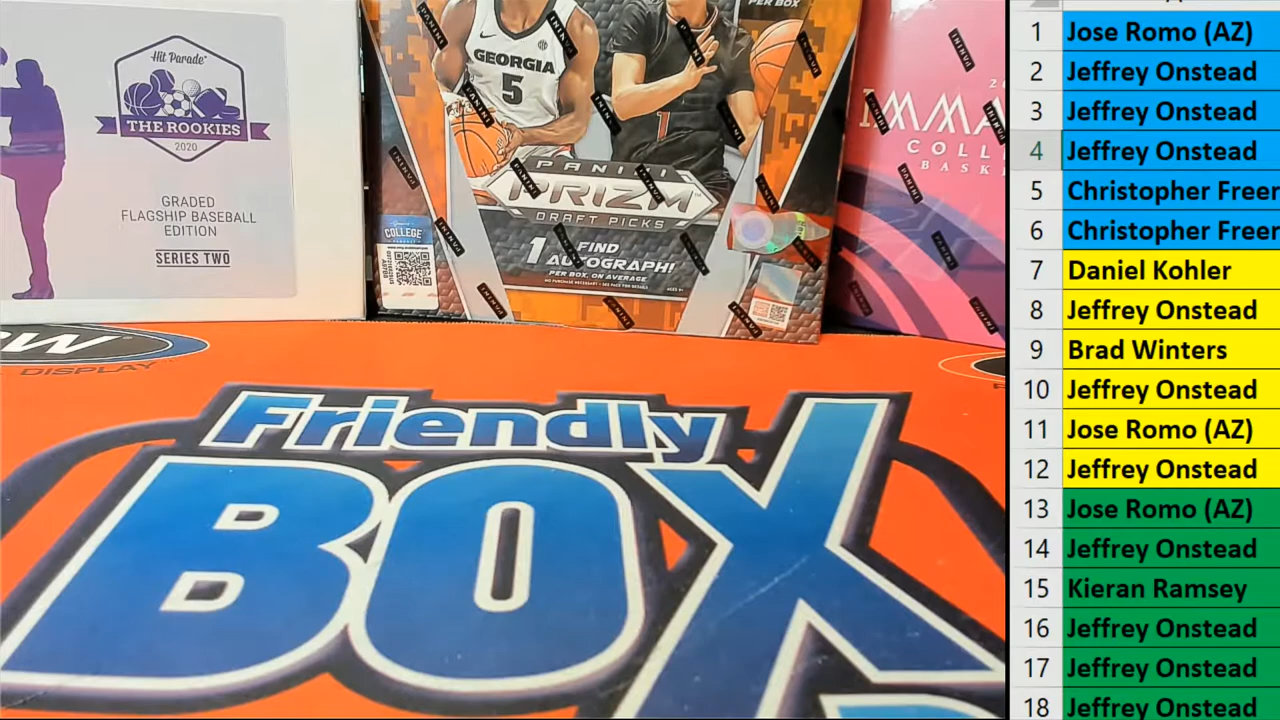 Hit Parade
THE ROOKIES
2020
GRADED
FLAGSHIP BASEBALL
EDITION
SERIES TWO
PER BOX
GEORGIA
5
1
PANINI
PRIZM
DRAFT PICKS
1 FIND
AUTOGRAPH!
PER BOX, ON AVERAGE
COLLEGE
COLL
BASK
DISPLAY
Friendly
BOX
1 Jose Romo (AZ)
2 Jeffrey Onstead
3 Jeffrey Onstead
4 Jeffrey Onstead
5 Christopher Freer
6 Christopher Freer
7 Daniel Kohler
8 Jeffrey Onstead
9 Brad Winters
10 Jeffrey Onstead
11 Jose Romo (AZ)
12 Jeffrey Onstead
13 Jose Romo (AZ)
14 Jeffrey Onstead
15 Kieran Ramsey
16 Jeffrey Onstead
17 Jeffrey Onstead
18 Jeffrey Onstead